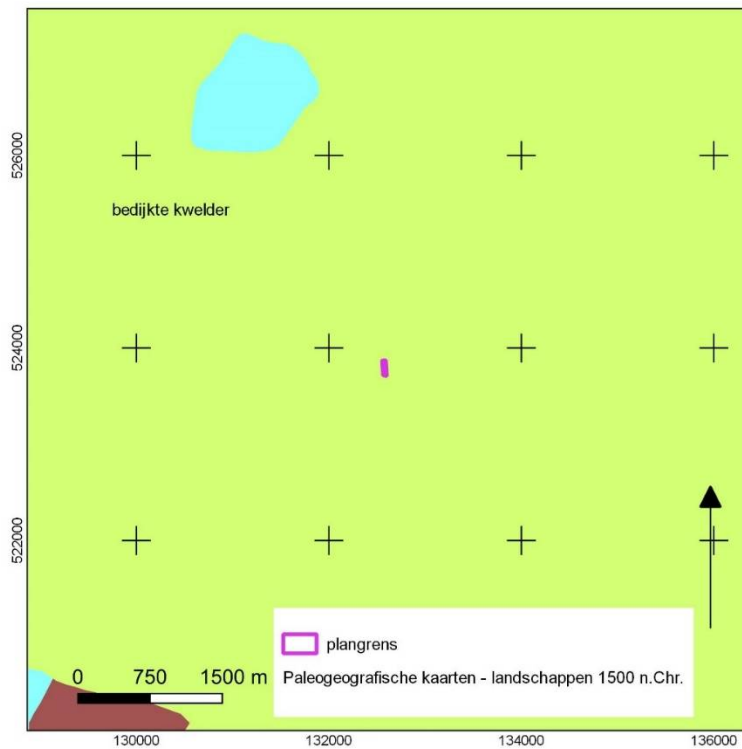 526000
bedijkte kwelder
524000
522000
plangrens
0 750 1500 m
Paleogeografische kaarten - landschappen 1500 n.Chr.
130000 132000 134000 136000